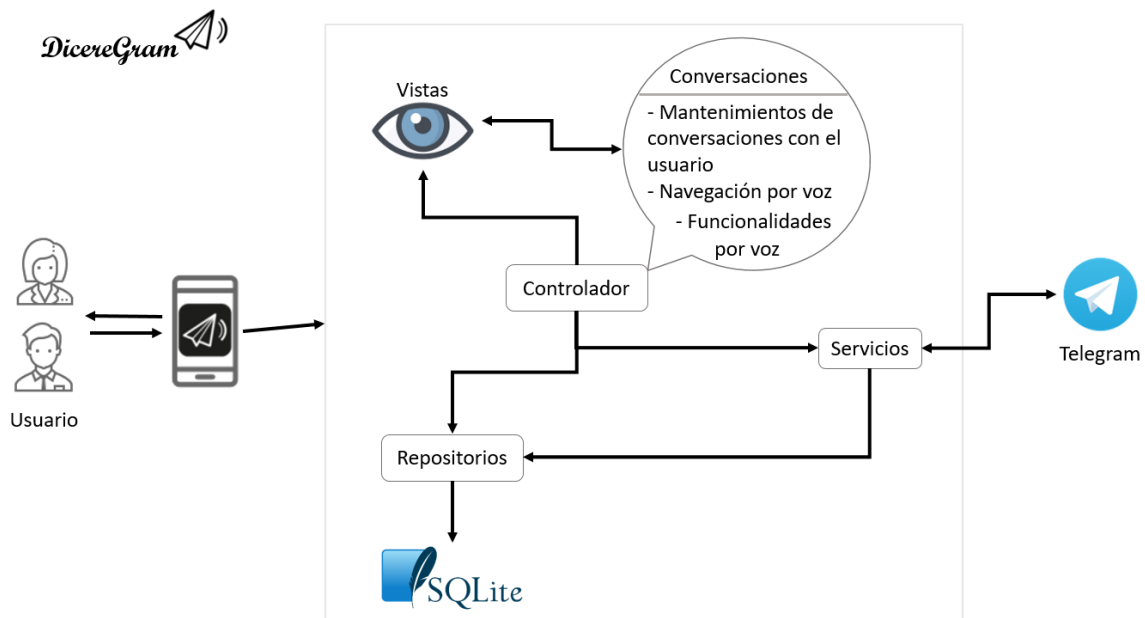 DicereGram
Vistas
Conversaciones
- Mantenimientos de
conversaciones con el
usuario
- Navegación por voz
- Funcionalidades
por voz
Controlador
Servicios
Telegram
Usuario
Repositorios
SQLite